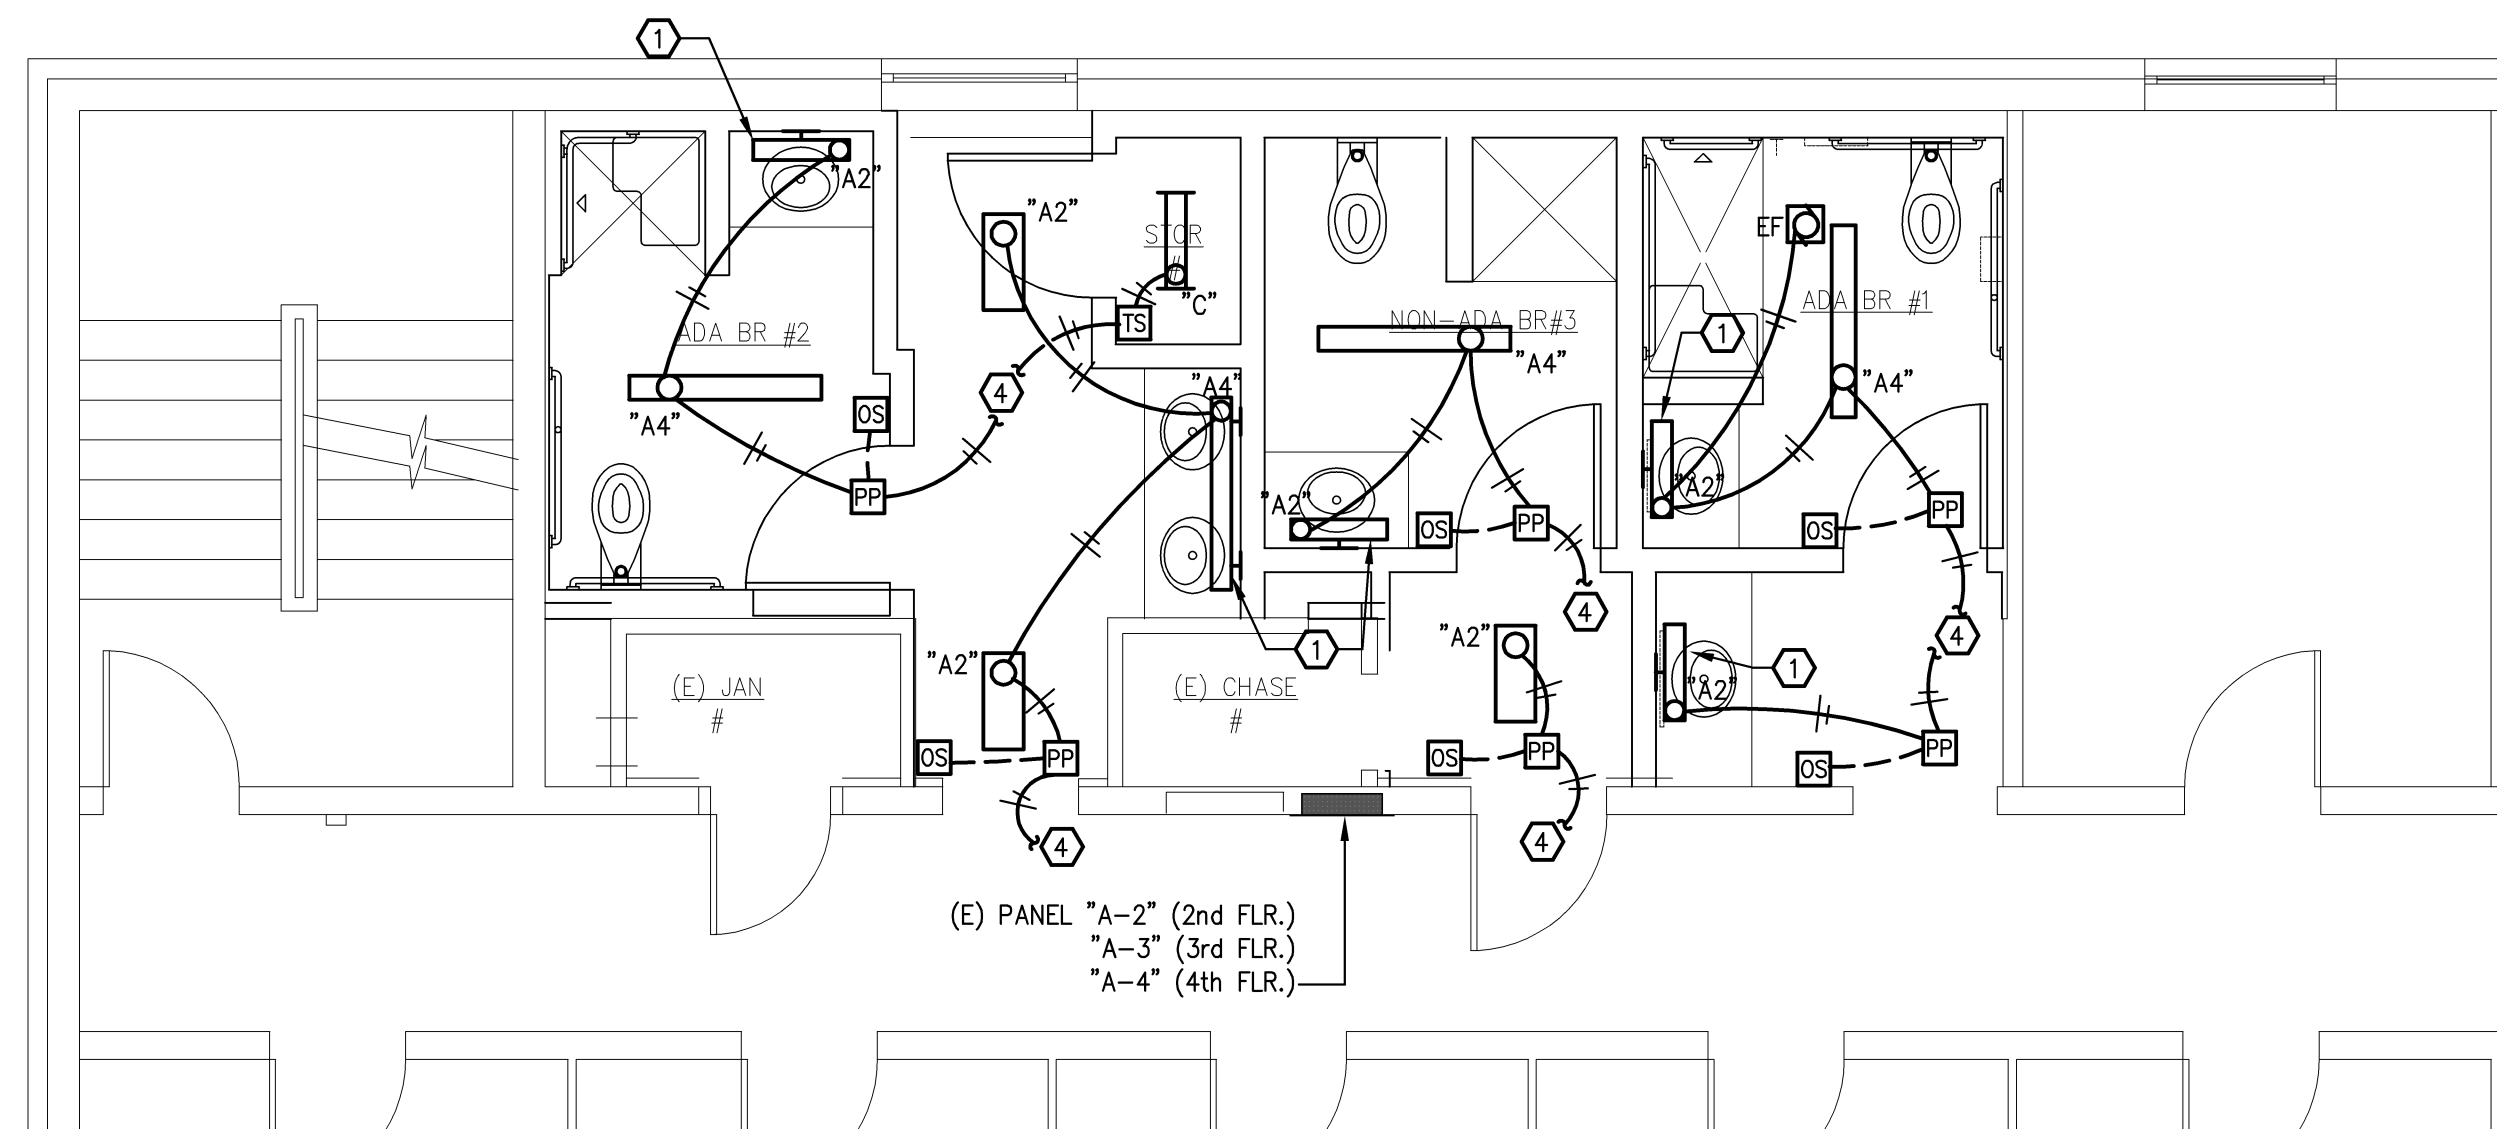 1
"A2"
"A2"
STOR
#
"C"
TS
EF
ADA BR #1
1
ADA BR #2
NON-ADA BR#3
"A4"
"A4"
"A4"
"A4"
4
OS
PP
"A2"
"A2"
OS
PP
OS
PP
4
4
"A2"
1
"A2"
1
"A2"
(E) JAN
#
(E) CHASE
#
OS
PP
OS
PP
OS
PP
4
4
(E) PANEL "A-2" (2nd FLR.)
"A-3" (3rd FLR.)
"A-4" (4th FLR.)